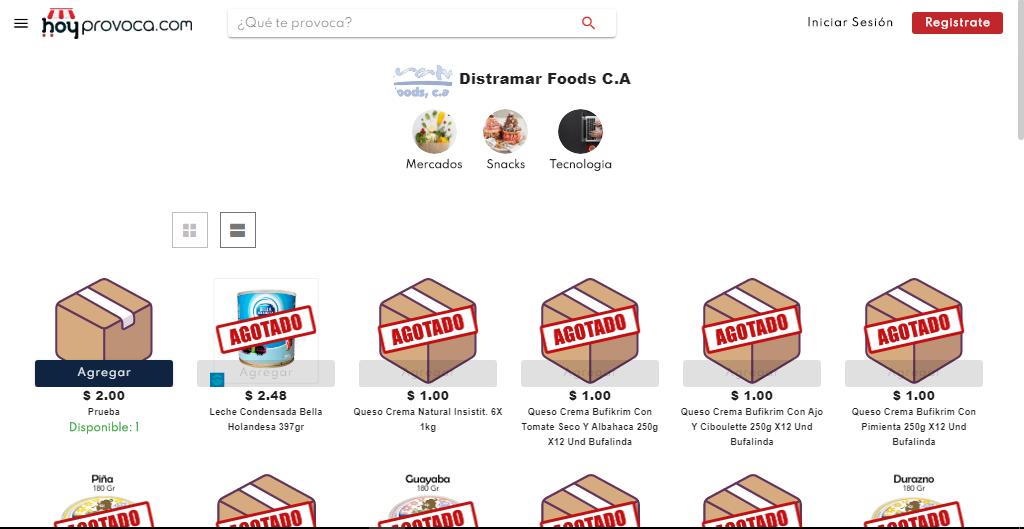 hoyprovoca.com
¿Qué te provoca?
Iniciar Sesión
Registrate
foods, c.a
Distramar Foods C.A
Mercados
Snacks
Tecnologia
AGOTADO
AGOTADO
AGOTADO
AGOTADO
AGOTADO
Agregar
Agregar
$ 2.00
$ 2.48
$ 1.00
$ 1.00
$ 1.00
$ 1.00
Prueba
Disponible: 1
Leche Condensada Bella
Holandesa 397gr
Queso Crema Natural Insistit. 6X
1kg
Queso Crema Bufikrim Con
Tomate Seco Y Albahaca 250g
X12 Und Bufalinda
Queso Crema Bufikrim Con Ajo
Y Ciboulette 250g X12 Und
Bufalinda
Queso Crema Bufikrim Con
Pimienta 250g X12 Und
Bufalinda
Piña
180 Gr
Guayaba
180 Gr
Durazno
180 Gr
AGOTADO
AGOTADO
AGOTADO
AGOTADO
AGOTADO
AGOTADO